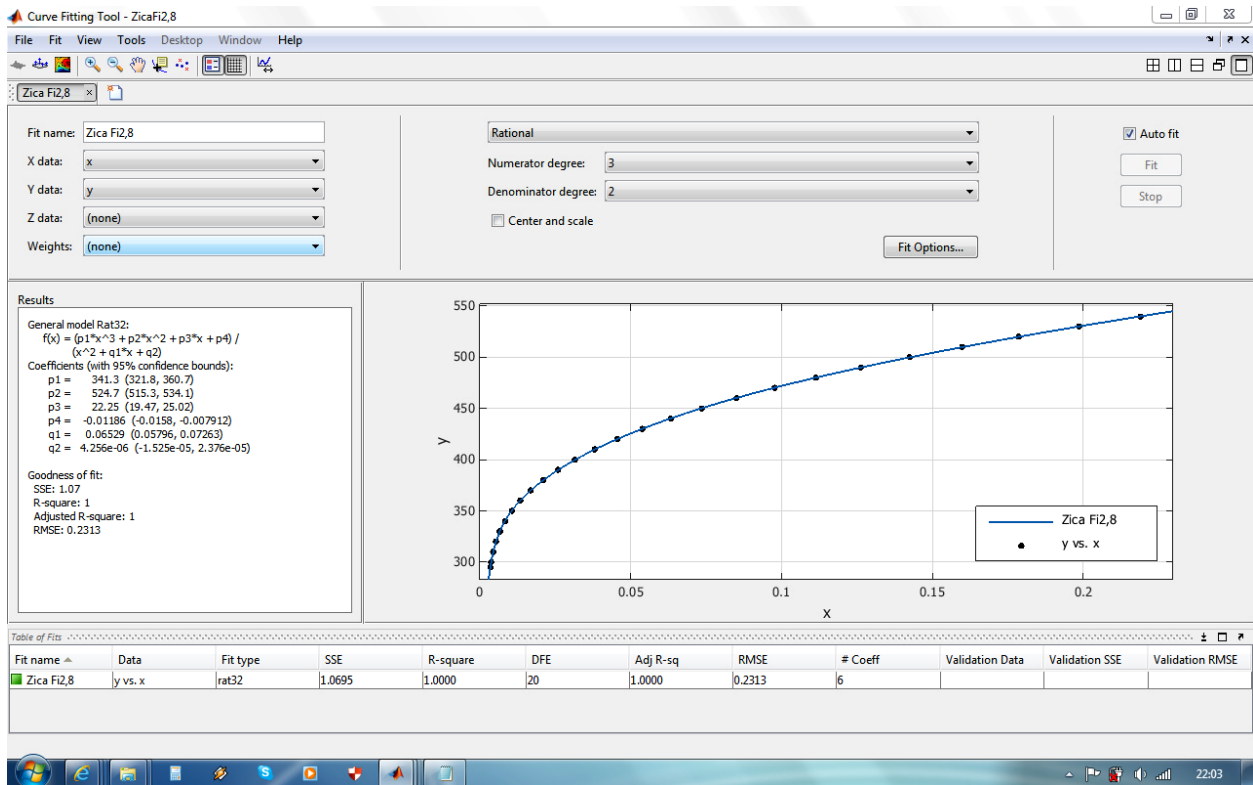 Curve Fitting Tool - ZicaFi2,8
File Fit View Tools Desktop Window Help
Zica Fi2,8
Fit name: Zica Fi2,8
X data: x
Y data: y
Z data: (none)
Weights: (none)
Rational
Numerator degree: 3
Denominator degree: 2
Center and scale
Fit Options...
Auto fit
Fit
Stop
Results
General model Rat32:
f(x) = (p1*x^3 + p2*x^2 + p3*x + p4) /
(x^2 + q1*x + q2)
Coefficients (with 95% confidence bounds):
p1 = 341.3 (321.8, 360.7)
p2 = 524.7 (515.3, 534.1)
p3 = 22.25 (19.47, 25.02)
p4 = -0.01186 (-0.0158, -0.007912)
q1 = 0.06529 (0.05796, 0.07263)
q2 = 4.256e-06 (-1.525e-05, 2.376e-05)
Goodness of fit:
SSE: 1.07
R-square: 1
Adjusted R-square: 1
RMSE: 0.2313
550
500
450
400
350
300
y
0 0.05 0.1 0.15 0.2
x
Zica Fi2,8
y vs. x
Table of Fits
Fit name Data Fit type SSE R-square DFE Adj R-sq RMSE # Coeff Validation Data Validation SSE Validation RMSE
Zica Fi2,8 y vs. x rat32 1.0695 1.0000 20 1.0000 0.2313 6
22:03